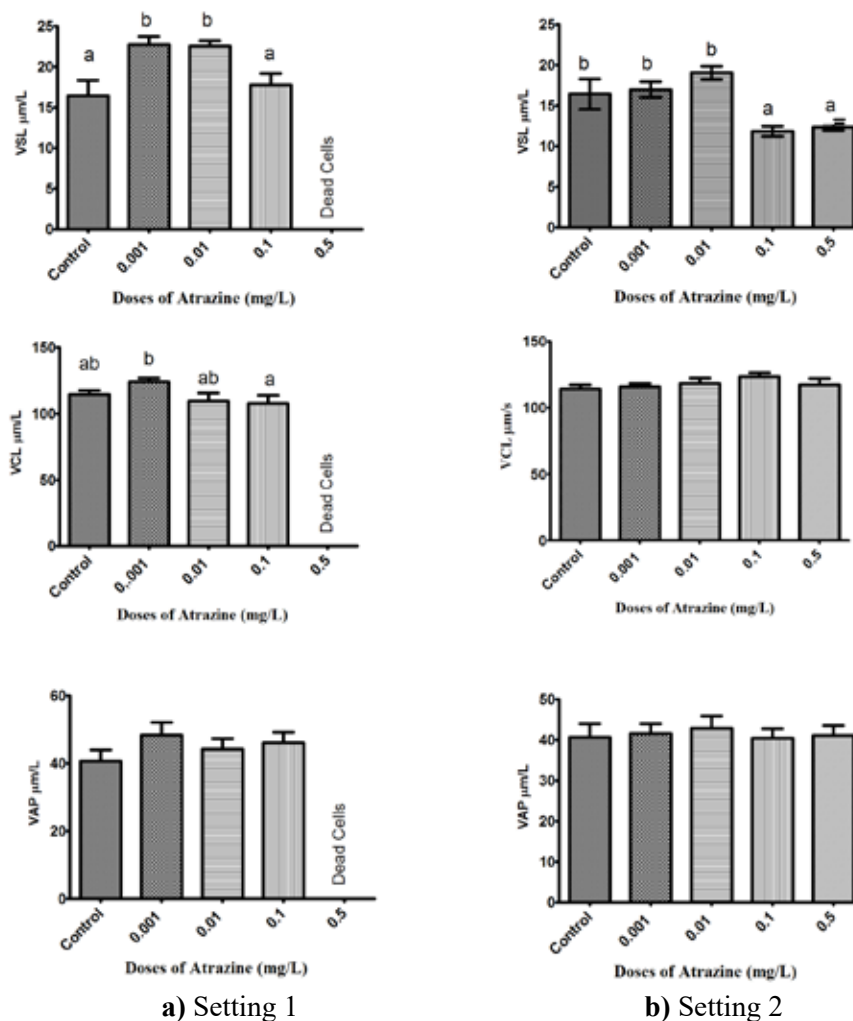 a b b a
25
20
15
10
5
0
VSL μm/L
Dead Cells
Control 0.001 0.01 0.1 0.5
Doses of Atrazine (mg/L)
b b b a a
25
20
15
10
5
0
VSL μm/L
Control 0.001 0.01 0.1 0.5
Doses of Atrazine (mg/L)
ab b ab a
150
100
50
0
VCL μm/L
Dead Cells
Control 0..001 0.01 0.1 0.5
Doses of Atrazine (mg/L)
150
100
50
0
VCL μm/s
Control 0.001 0.01 0.1 0.5
Doses of Atrazine (mg/L)
60
40
20
0
VAP μm/L
Dead Cells
Control 0.001 0.01 0.1 0.5
Doses of Atrazine (mg/L)
50
40
30
20
10
0
VAP μm/L
Control 0.001 0.01 0.1 0.5
Doses of Atrazine (mg/L)
a) Setting 1
b) Setting 2